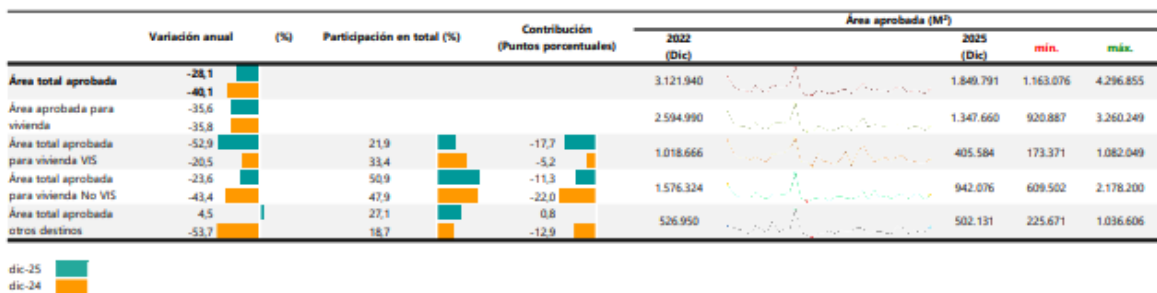 Variación anual (%) Participación en total (%) Contribución (Puntos porcentuales) Área aprobada (M²)
2022 (Dic) 2025 (Dic) mín. máx.
Área total aprobada -28,1 3.121.940 1.849.791 1.163.076 4.296.855
-40,1
Área aprobada para vivienda -35,6 2.594.990 1.347.660 920.887 3.260.249
-35,8
Área total aprobada para vivienda VIS -52,9 21,9 -17,7 1.018.666 405.584 173.371 1.082.049
-20,5 33,4 -5,2
Área total aprobada para vivienda No VIS -23,6 50,9 -11,3 1.576.324 942.076 609.502 2.178.200
-43,4 47,9 -22,0
Área total aprobada otros destinos 4,5 27,1 0,8 526.950 502.131 225.671 1.036.606
-53,7 18,7 -12,9
dic-25
dic-24